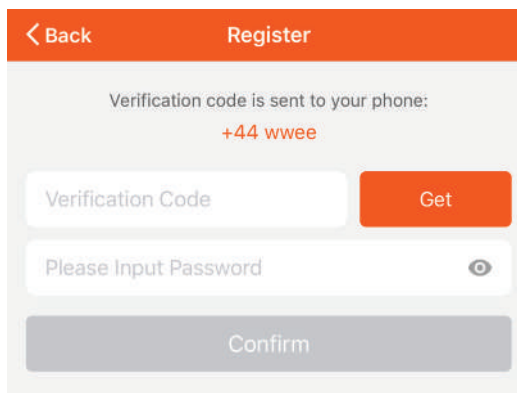 Back
Register
Verification code is sent to your phone:
+44 wwee
Verification Code
Get
Please Input Password
Confirm